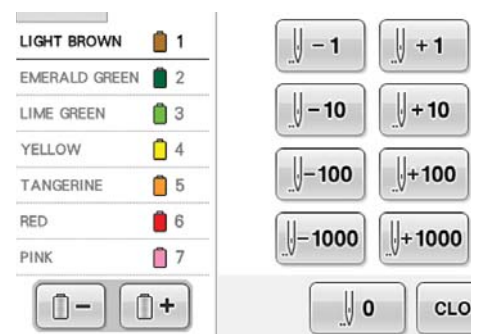 LIGHT BROWN 1
EMERALD GREEN 2
LIME GREEN 3
YELLOW 4
TANGERINE 5
RED 6
PINK 7
- +
-1 +1
-10 +10
-100 +100
-1000 +1000
0 CLO